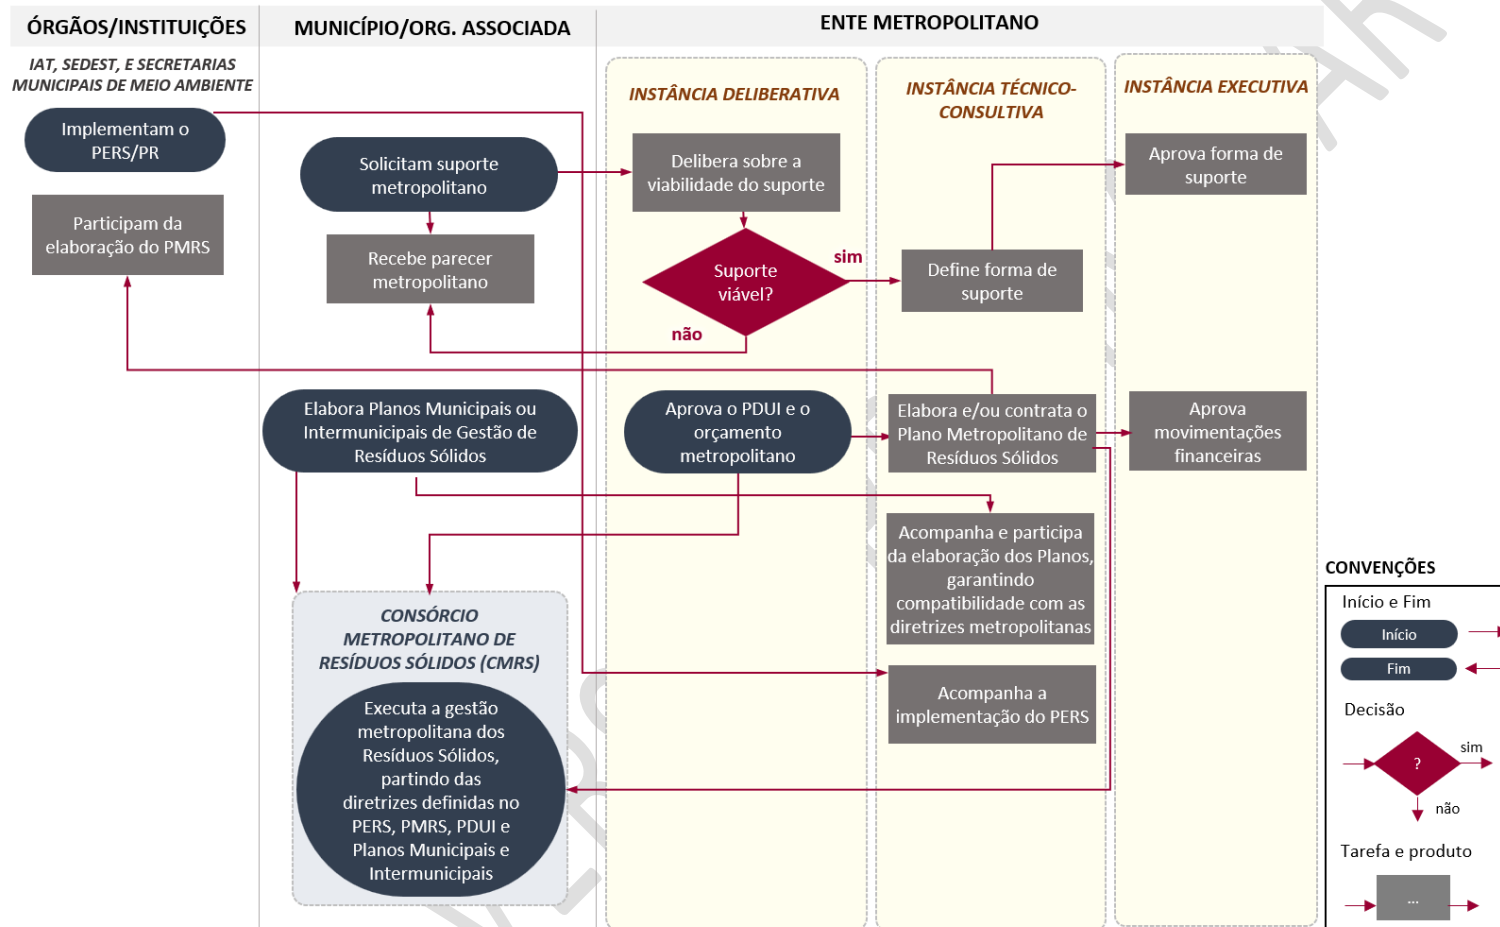 ÓRGÃOS/INSTITUIÇÕES
MUNICÍPIO/ORG. ASSOCIADA
ENTE METROPOLITANO
IAT, SEDEST, E SECRETARIAS
MUNICIPAIS DE MEIO AMBIENTE
INSTÂNCIA DELIBERATIVA
INSTÂNCIA TÉCNICO-
CONSULTIVA
INSTÂNCIA EXECUTIVA
Implementam o
PERS/PR
Solicitam suporte
metropolitano
Delibera sobre a
viabilidade do suporte
Aprova forma de
suporte
Participam da
elaboração do PMRS
Recebe parecer
metropolitano
Suporte
viável?
sim
não
Define forma de
suporte
Elabora Planos Municipais ou
Intermunicipais de Gestão de
Resíduos Sólidos
Aprova o PDUI e o
orçamento
metropolitano
Elabora e/ou contrata o
Plano Metropolitano de
Resíduos Sólidos
Aprova
movimentações
financeiras
Acompanha e participa
da elaboração dos Planos,
garantindo
compatibilidade com as
diretrizes metropolitanas
CONSÓRCIO
METROPOLITANO DE
RESÍDUOS SÓLIDOS (CMRS)
Executa a gestão
metropolitana dos
Resíduos Sólidos,
partindo das
diretrizes definidas no
PERS, PMRS, PDUI e
Planos Municipais e
Intermunicipais
Acompanha a
implementação do PERS
CONVENÇÕES
Início e Fim
Início
Fim
Decisão
?
sim
não
Tarefa e produto
...